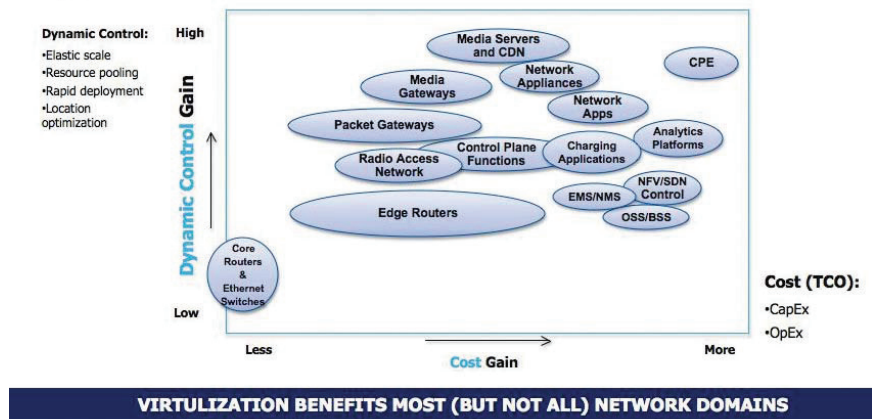 Dynamic Control:
•Elastic scale
•Resource pooling
•Rapid deployment
•Location
optimization
High
Dynamic Control Gain
Low
Media Servers
and CDN
CPE
Network
Appliances
Media
Gateways
Network
Apps
Packet Gateways
Analytics
Platforms
Control Plane
Functions
Charging
Applications
Radio Access
Network
NFV/SDN
Control
EMS/NMS
OSS/BSS
Edge Routers
Core
Routers
&
Ethernet
Switches
Cost (TCO):
•CapEx
•OpEx
Less
More
Cost Gain
VIRTULIZATION BENEFITS MOST (BUT NOT ALL) NETWORK DOMAINS